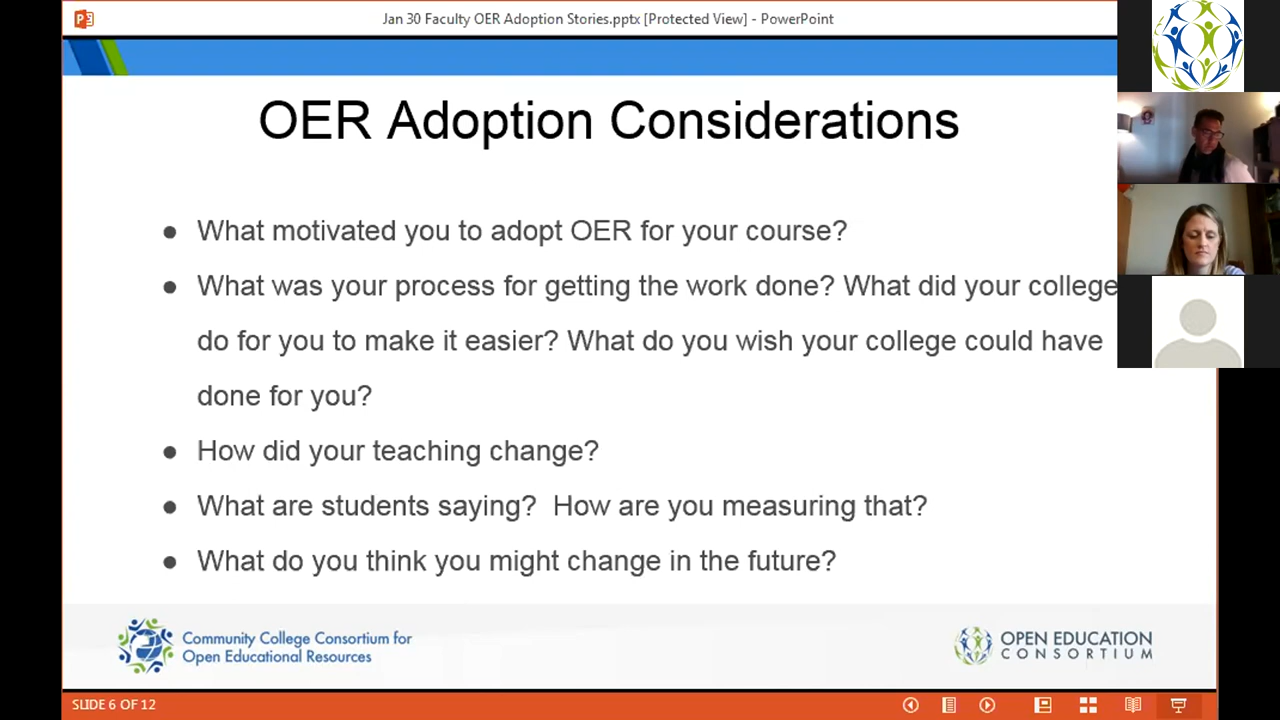 Jan 30 Faculty OER Adoption Stories.pptx [Protected View] - PowerPoint
OER Adoption Considerations
● What motivated you to adopt OER for your course?
● What was your process for getting the work done? What did your college
do for you to make it easier? What do you wish your college could have
done for you?
● How did your teaching change?
● What are students saying?  How are you measuring that?
● What do you think you might change in the future?
Community College Consortium for
Open Educational Resources
OPEN EDUCATION
CONSORTIUM
SLIDE 6 OF 12